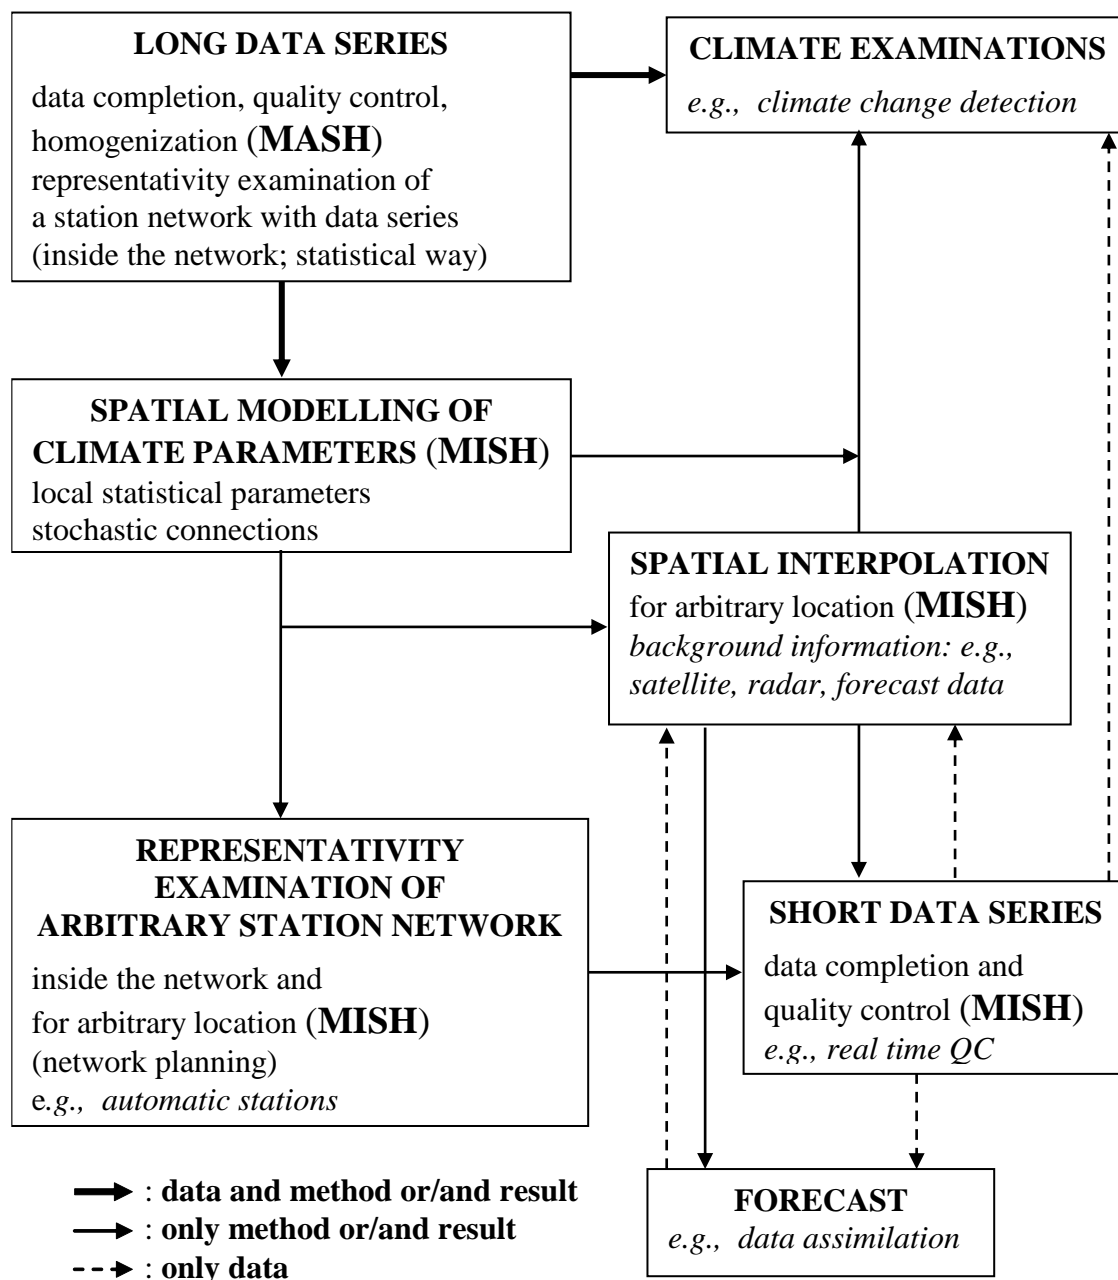 LONG DATA SERIES
data completion, quality control,
homogenization (MASH)
representativity examination of
a station network with data series
(inside the network; statistical way)
CLIMATE EXAMINATIONS
e.g., climate change detection
SPATIAL MODELLING OF
CLIMATE PARAMETERS (MISH)
local statistical parameters
stochastic connections
SPATIAL INTERPOLATION
for arbitrary location (MISH)
background information: e.g.,
satellite, radar, forecast data
REPRESENTATIVITY
EXAMINATION OF
ARBITRARY STATION NETWORK
inside the network and
for arbitrary location (MISH)
(network planning)
e.g., automatic stations
SHORT DATA SERIES
data completion and
quality control (MISH)
e.g., real time QC
FORECAST
e.g., data assimilation
: data and method or/and result
: only method or/and result
: only data